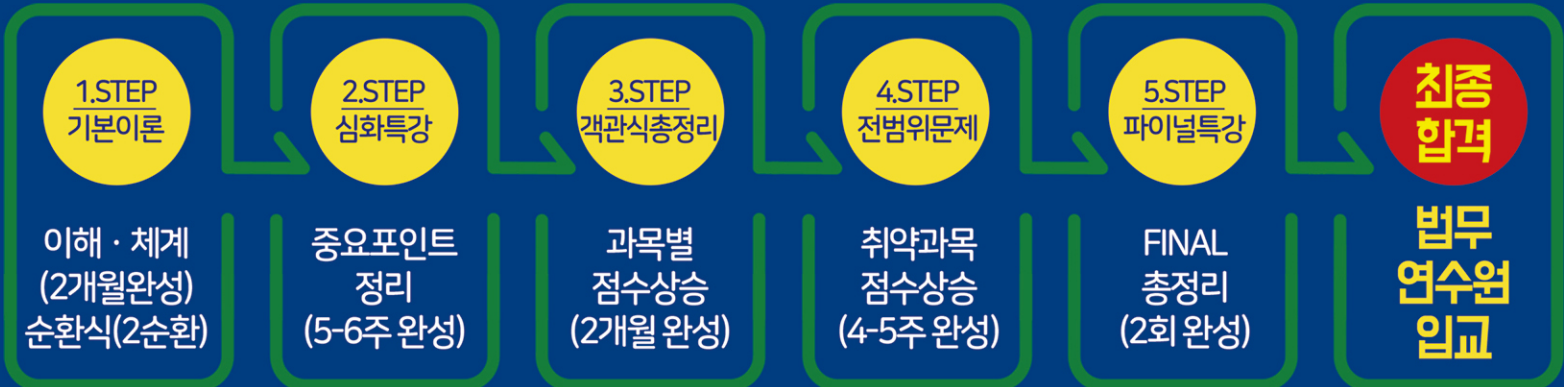 1.STEP
기본이론
이해 · 체계
(2개월완성)
순환식(2순환)
2.STEP
심화특강
중요포인트
정리
(5-6주 완성)
3.STEP
객관식총정리
과목별
점수상승
(2개월 완성)
4.STEP
전범위문제
취약과목
점수상승
(4-5주 완성)
5.STEP
파이널특강
FINAL
총정리
(2회 완성)
최종
합격
법무
연수원
입교